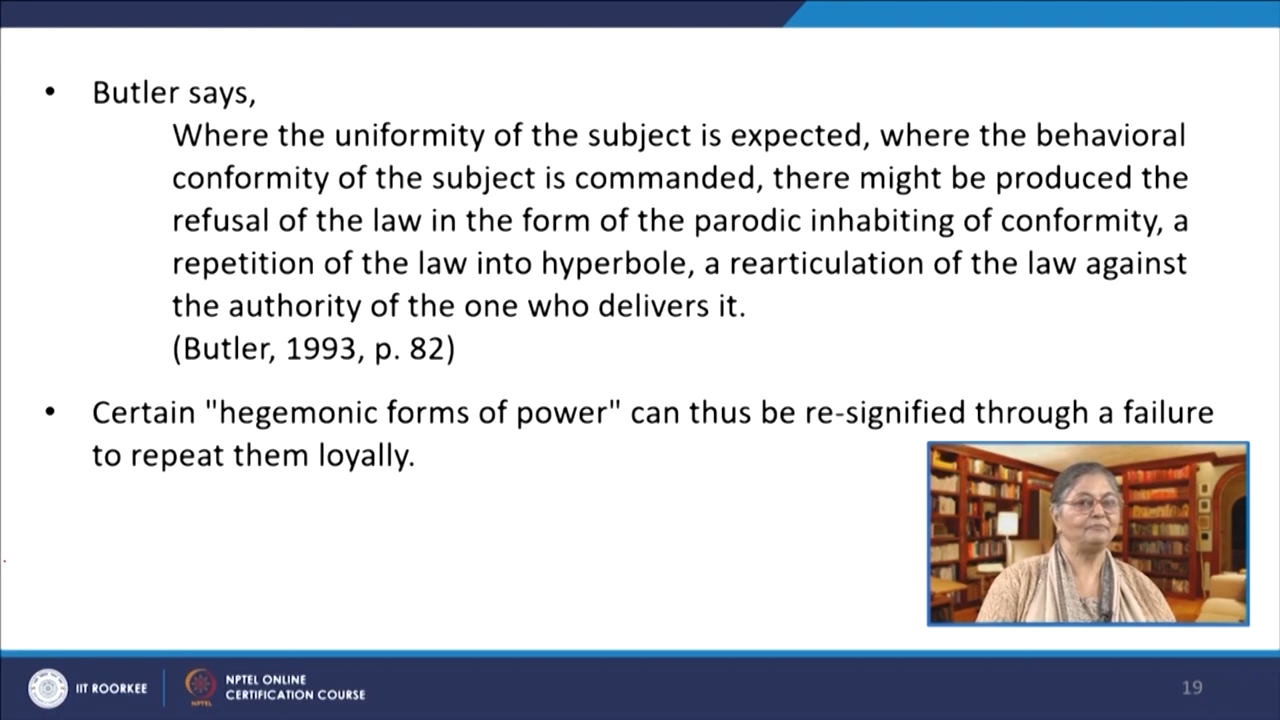 • Butler says,
Where the uniformity of the subject is expected, where the behavioral
conformity of the subject is commanded, there might be produced the
refusal of the law in the form of the parodic inhabiting of conformity, a
repetition of the law into hyperbole, a rearticulation of the law against
the authority of the one who delivers it.
(Butler, 1993, p. 82)
• Certain "hegemonic forms of power" can thus be re-signified through a failure
to repeat them loyally.
IIT ROORKEE
NPTEL
NPTEL ONLINE
CERTIFICATION COURSE
19